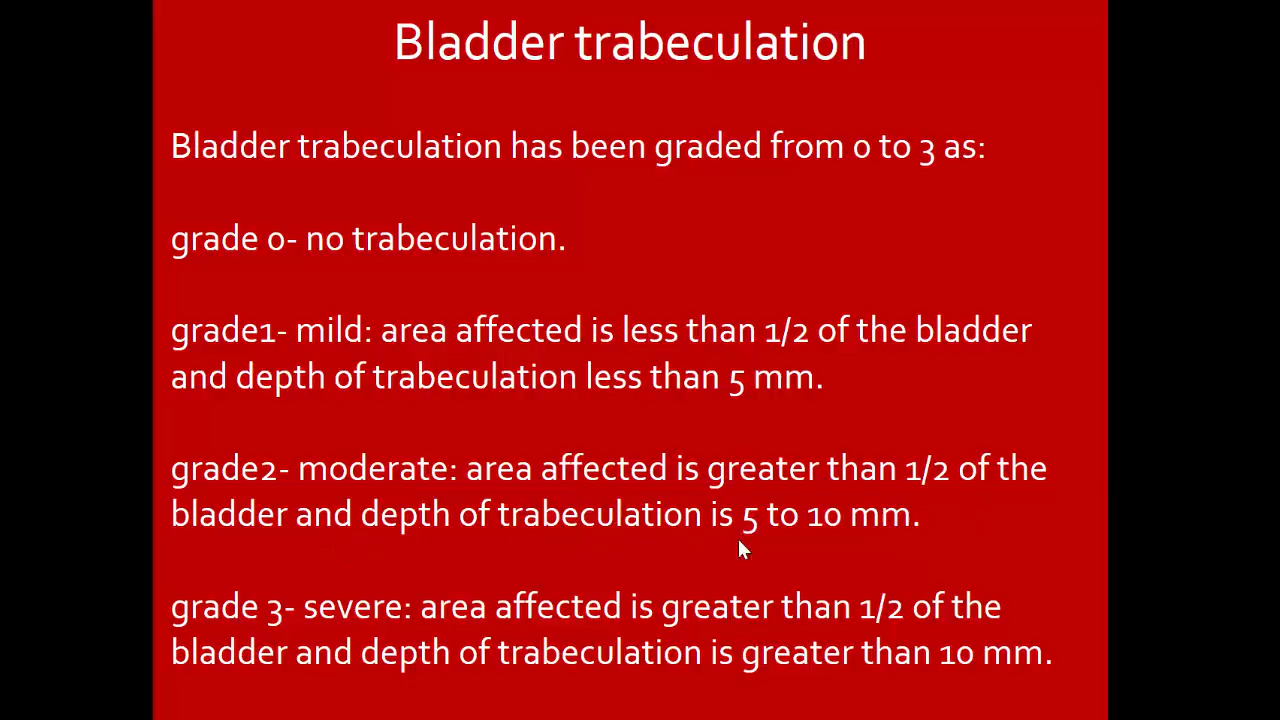 Bladder trabeculation
Bladder trabeculation has been graded from 0 to 3 as:
grade 0- no trabeculation.
grade1- mild: area affected is less than 1/2 of the bladder
and depth of trabeculation less than 5 mm.
grade2- moderate: area affected is greater than 1/2 of the
bladder and depth of trabeculation is 5 to 10 mm.
grade 3- severe: area affected is greater than 1/2 of the
bladder and depth of trabeculation is greater than 10 mm.